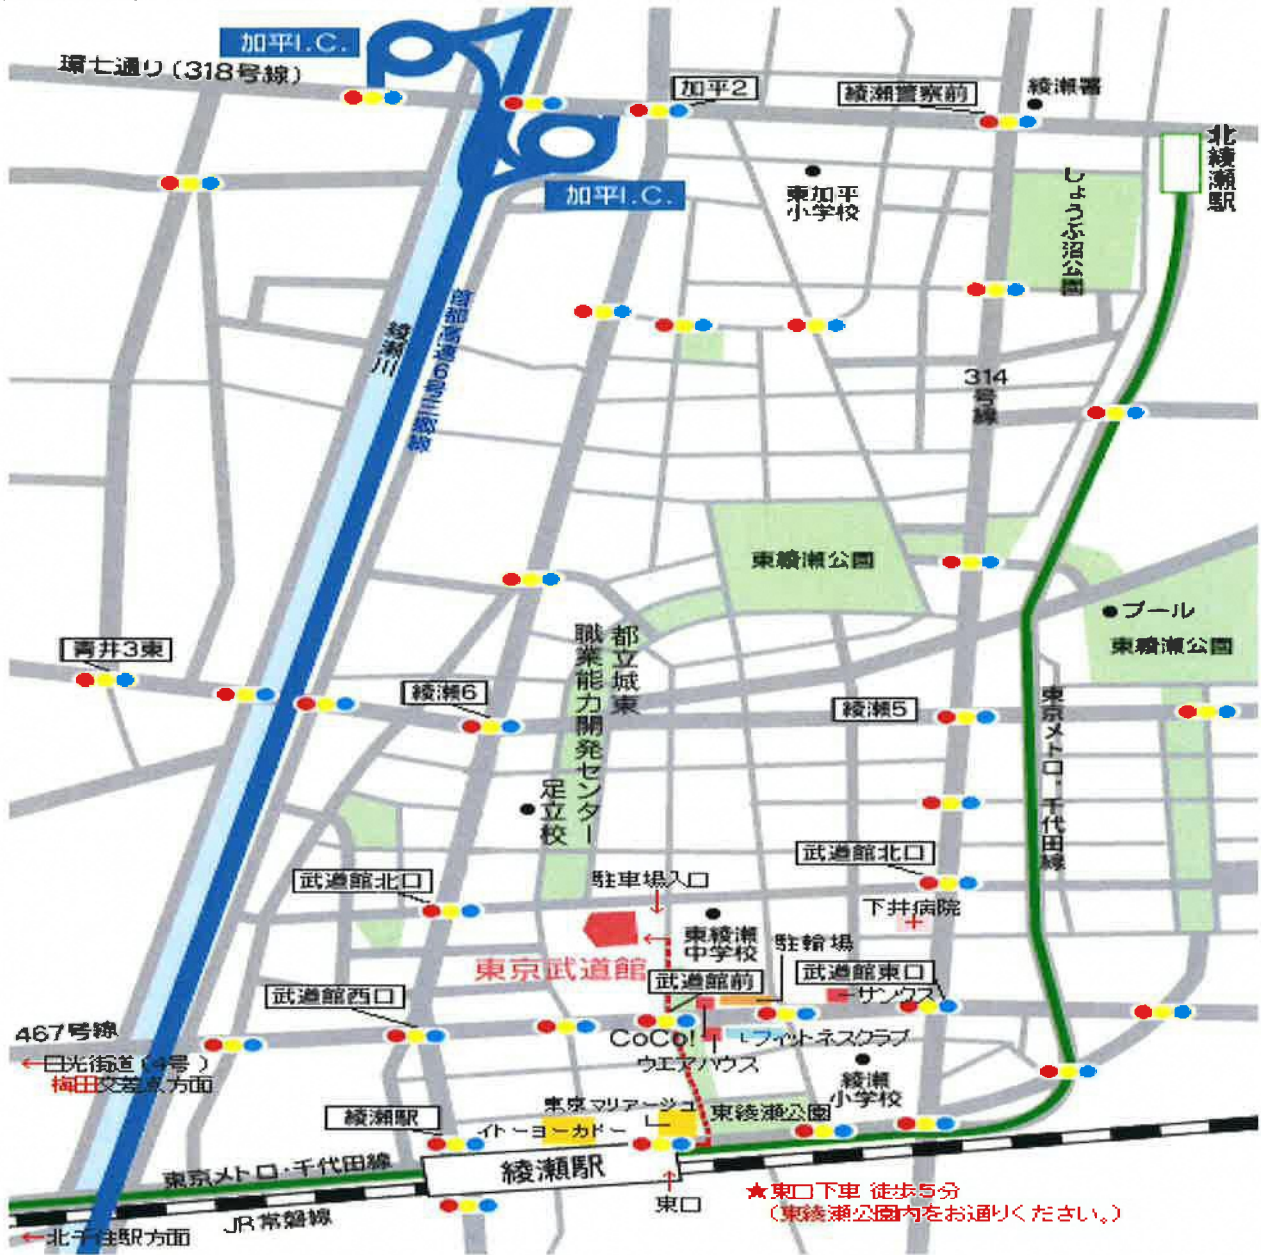 加平I.C.
環七通り(318号線)
加平2
綾瀬警察前
綾瀬署
北綾瀬駅
加平I.C.
東加平
小学校
しょうぶ沼公園
綾瀬川
314
号線
東綾瀬公園
プール
東綾瀬公園
青井3東
綾瀬6
綾瀬5
都立城東
職業能力開発センター
足立校
東京メトロ・千代田線
武道館北口
武道館北口
駐車場入口
下井病院
東綾瀬
中学校
駐輪場
東京武道館
武道館前
武道館東口
サンクス
武道館西口
467号線
CoCo!
フィットネスクラブ
ウエアハウス
←日光街道(4号)
梅田交差点方面
綾瀬
小学校
東京マリアージュ
東綾瀬公園
綾瀬駅
イトーヨーカドー
東京メトロ・千代田線
綾瀬駅
東口
★東口下車 徒歩5分
(東綾瀬公園内をお通りください。)
JR常磐線
←北千住駅方面